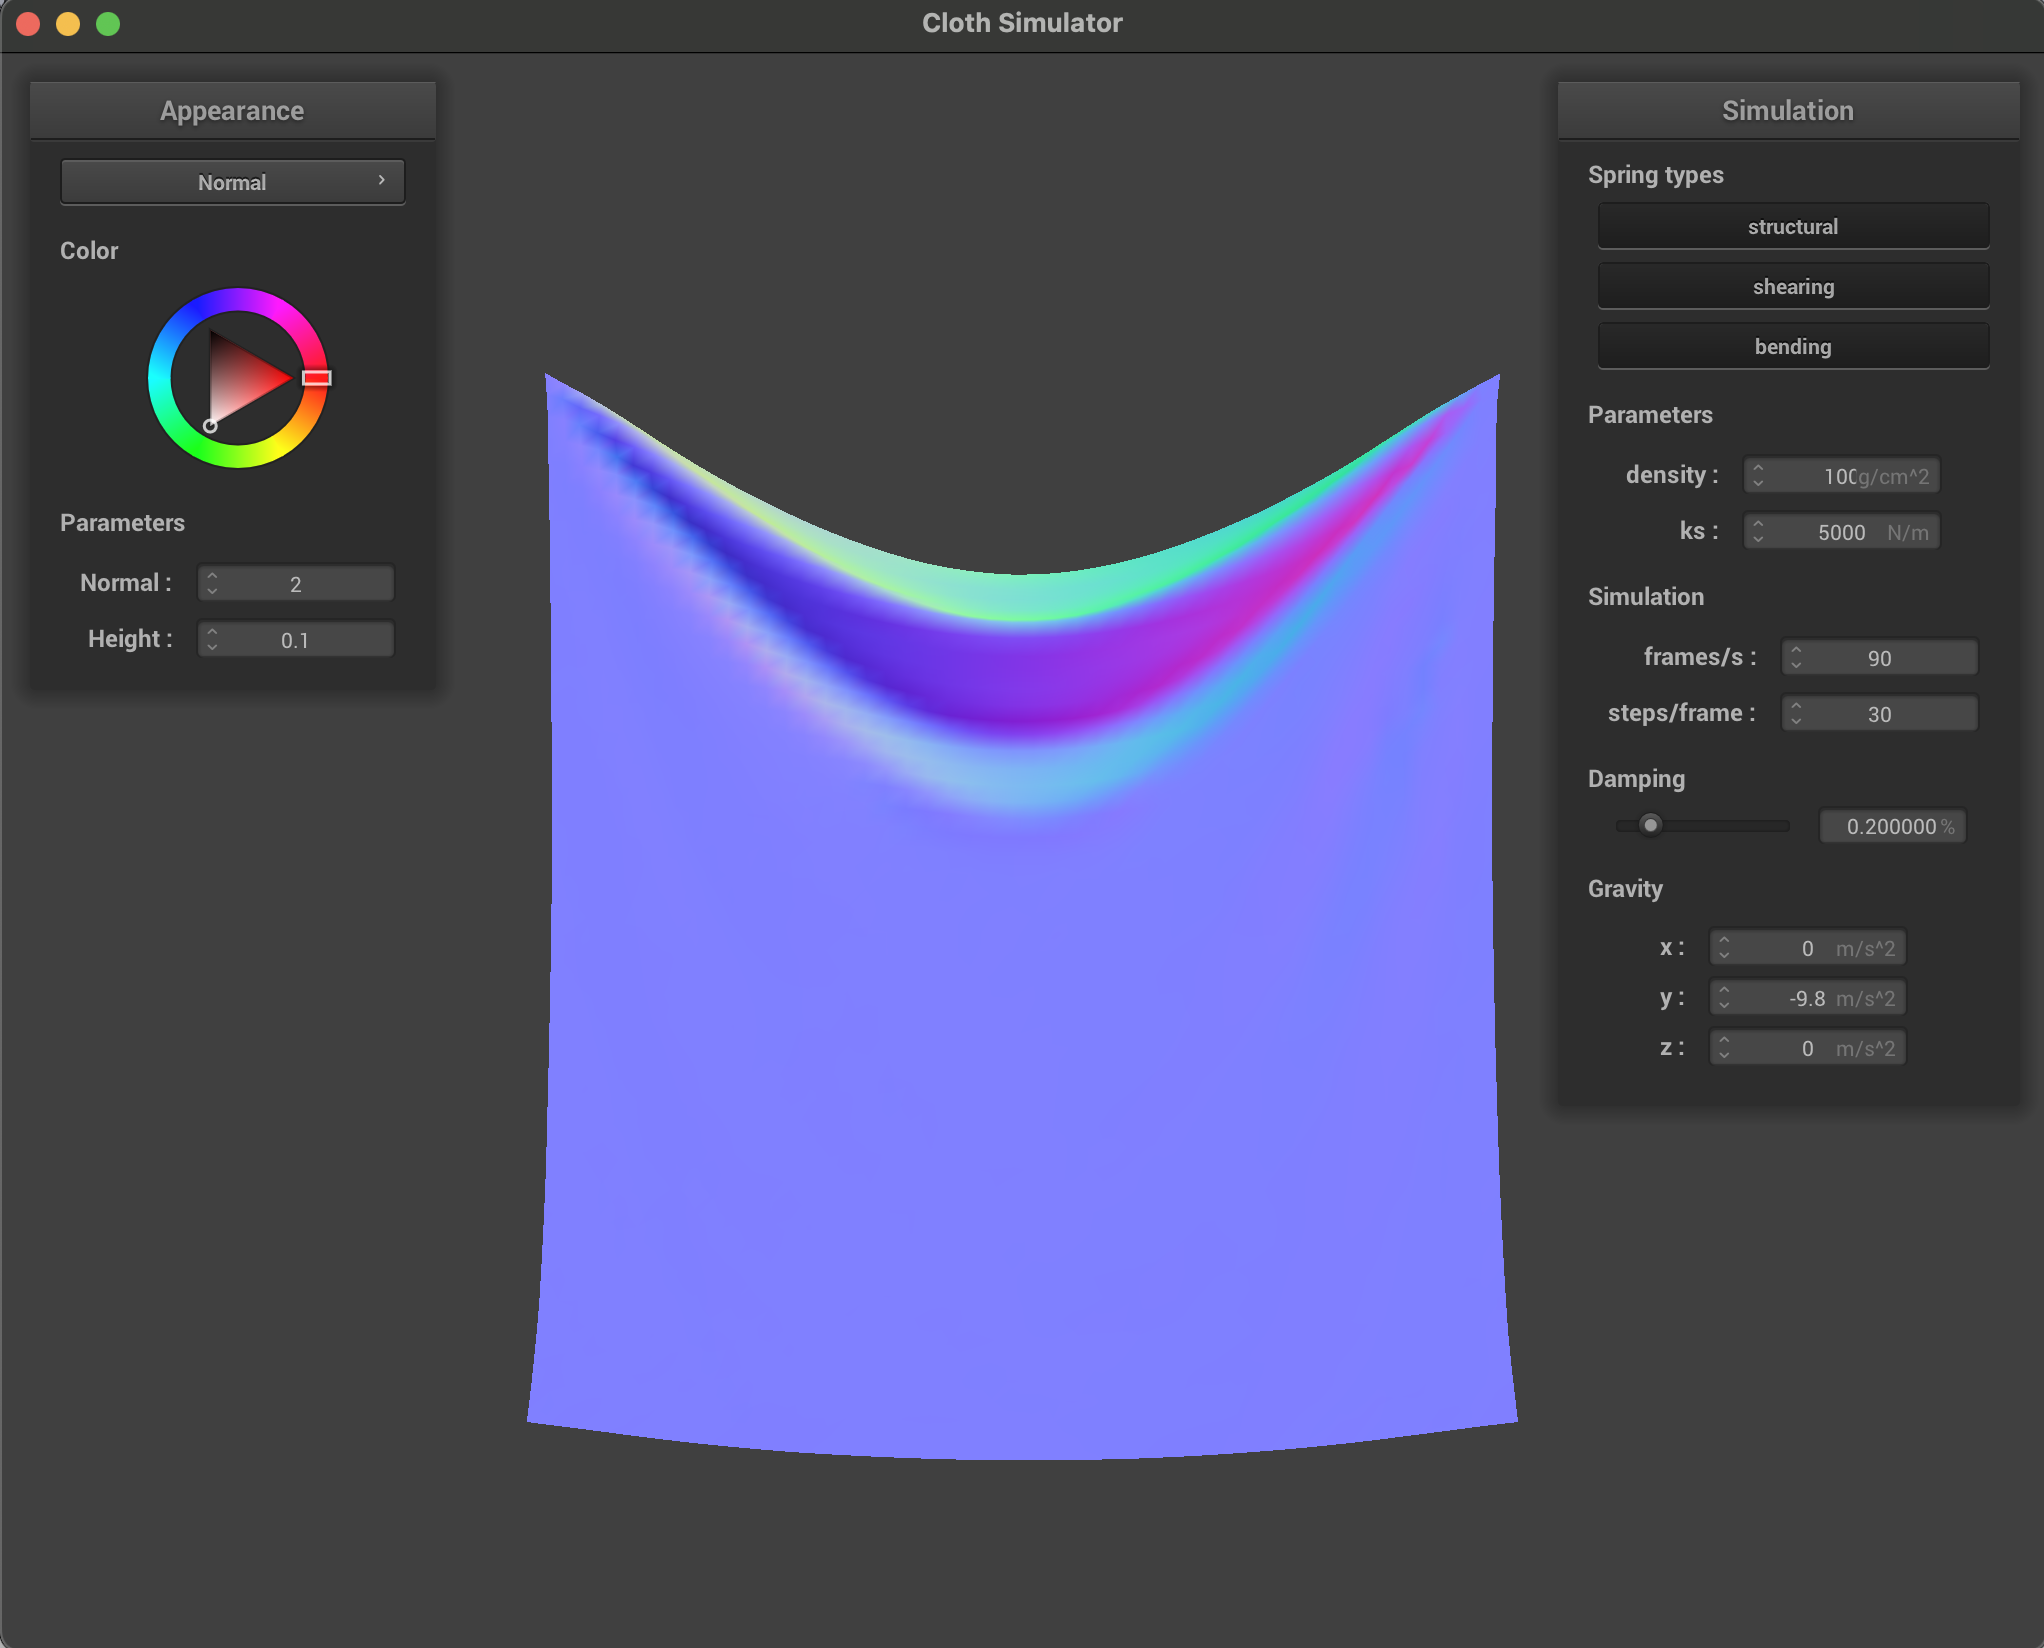 Cloth Simulator
Appearance
Normal
Color
Parameters
Normal : 2
Height : 0.1
Simulation
Spring types
structural
shearing
bending
Parameters
density : 100 g/cm^2
ks : 5000 N/m
Simulation
frames/s : 90
steps/frame : 30
Damping
0.200000 %
Gravity
x : 0 m/s^2
y : -9.8 m/s^2
z : 0 m/s^2